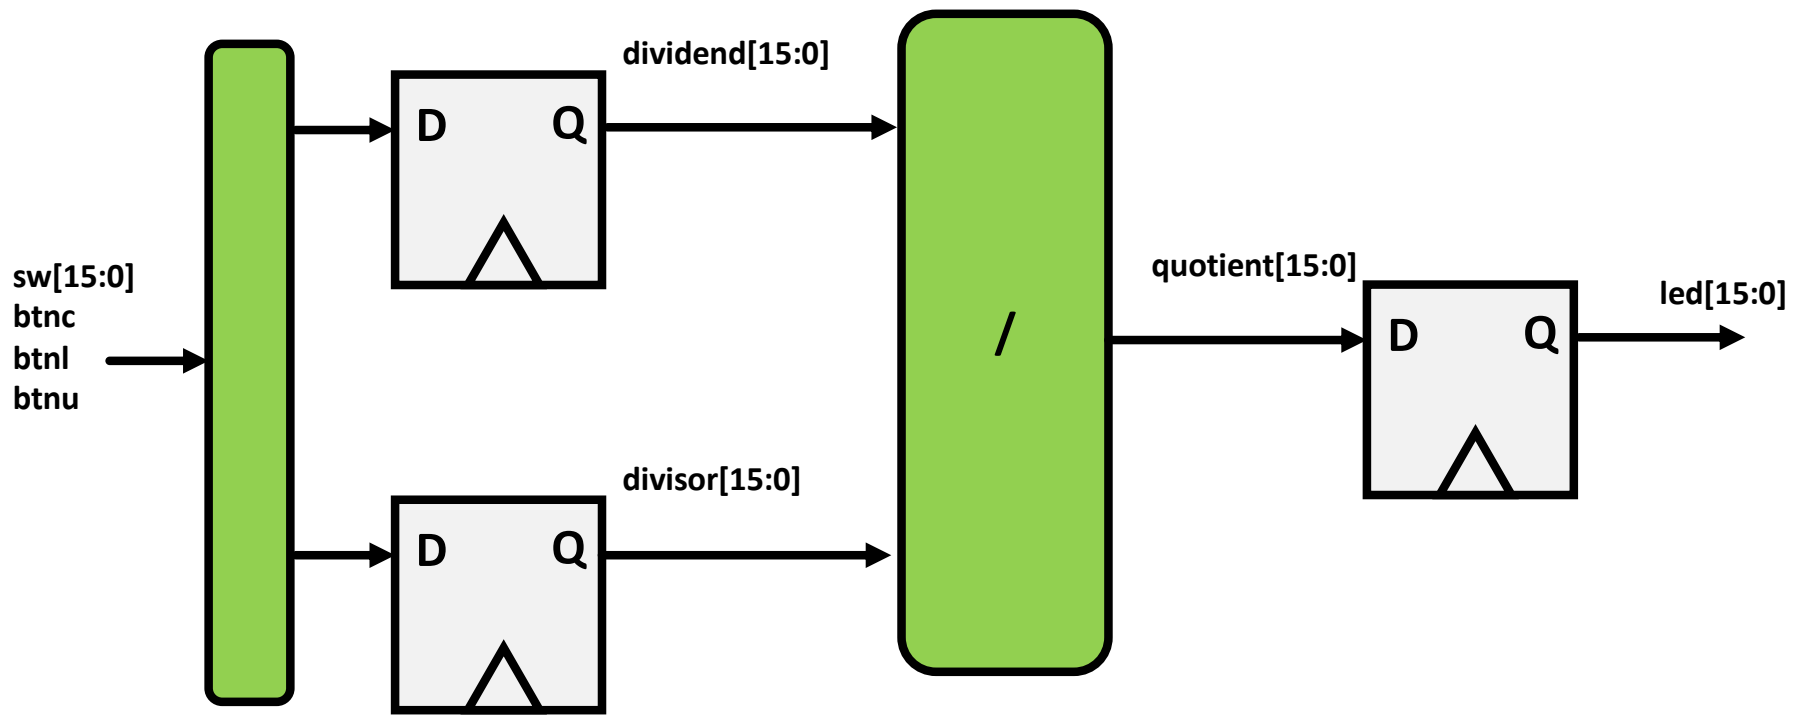 sw[15:0]
btnc
btnl
btnu
D Q
dividend[15:0]
D Q
divisor[15:0]
/
quotient[15:0]
D Q
led[15:0]